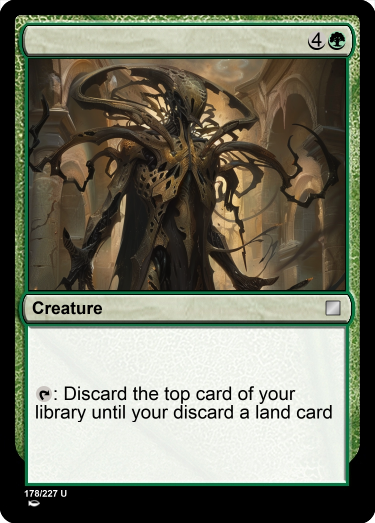 4
Creature
: Discard the top card of your
library until your discard a land card
178/227 U